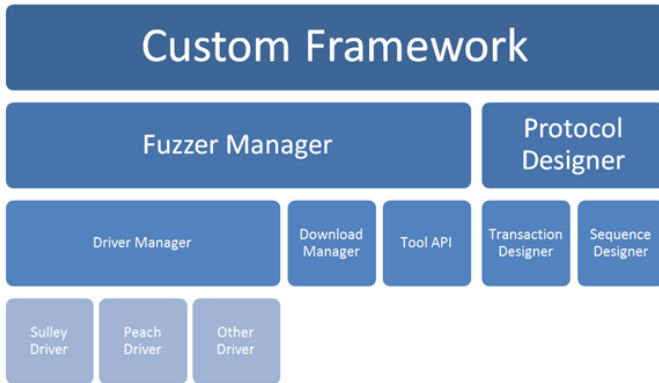 Custom Framework
Fuzzer Manager
Protocol
Designer
Driver Manager
Download
Manager
Tool API
Transaction
Designer
Sequence
Designer
Sulley
Driver
Peach
Driver
Other
Driver